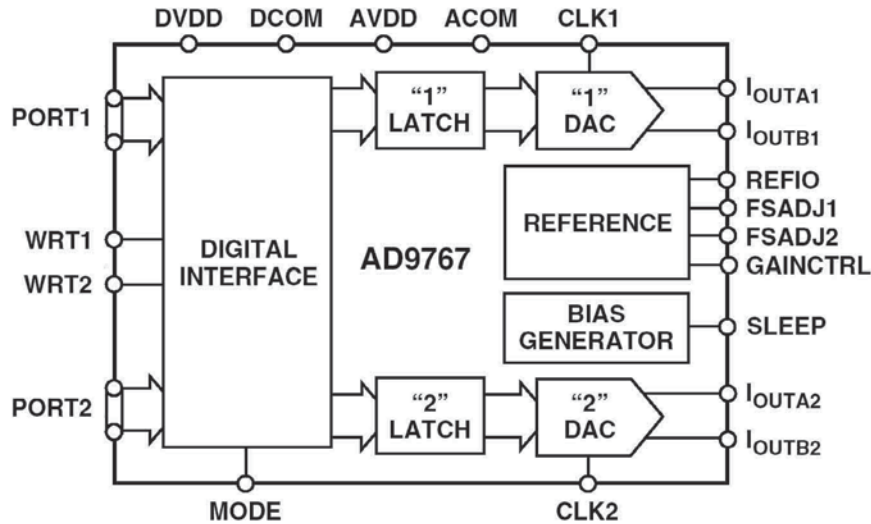 DVDD DCOM AVDD ACOM CLK1
PORT1
“1”
LATCH
“1”
DAC
IOUTA1
IOUTB1
REFIO
FSADJ1
FSADJ2
GAINCTRL
REFERENCE
WRT1
WRT2
DIGITAL
INTERFACE
AD9767
BIAS
GENERATOR
SLEEP
PORT2
“2”
LATCH
“2”
DAC
IOUTA2
IOUTB2
MODE
CLK2